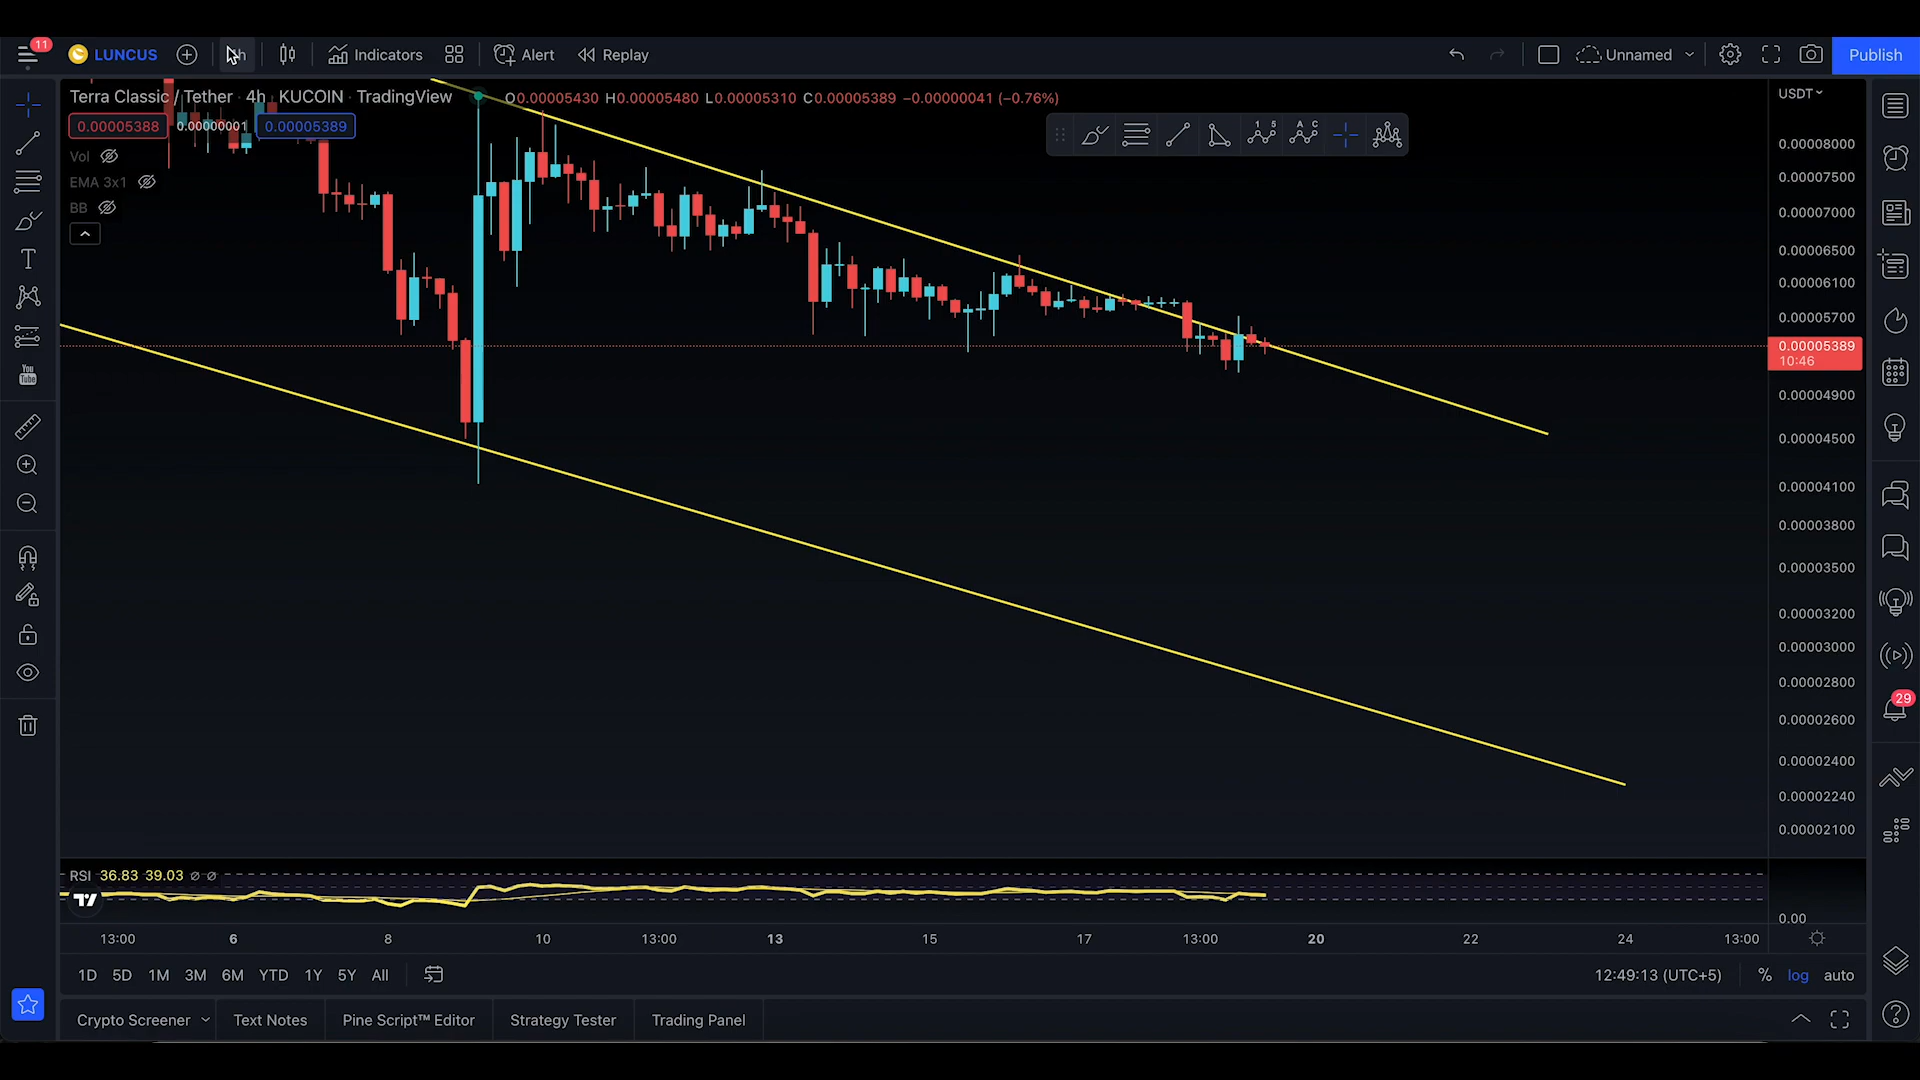 11 LUNCUS Indicators Alert Replay Unnamed Publish
Terra Classic / Tether · 4h · KUCOIN · TradingView O0.00005430 H0.00005480 L0.00005310 C0.00005389 −0.00000041 (−0.76%) USDT
0.00005388 0.00000001 0.00005389
1 5 A C
Vol
EMA 3x1
BB
T
You
Tube
0.00008000
0.00007500
0.00007000
0.00006500
0.00006100
0.00005700
0.00005389
10:46
0.00004900
0.00004500
0.00004100
0.00003800
0.00003500
0.00003200
0.00003000
0.00002800
29
0.00002600
0.00002400
0.00002240
0.00002100
RSI 36.83 39.03 ∅ ∅
0.00
13:00 6 8 10 13:00 13 15 17 13:00 20 22 24 13:00
1D 5D 1M 3M 6M YTD 1Y 5Y All 12:49:13 (UTC+5) % log auto
Crypto Screener Text Notes Pine Script™ Editor Strategy Tester Trading Panel